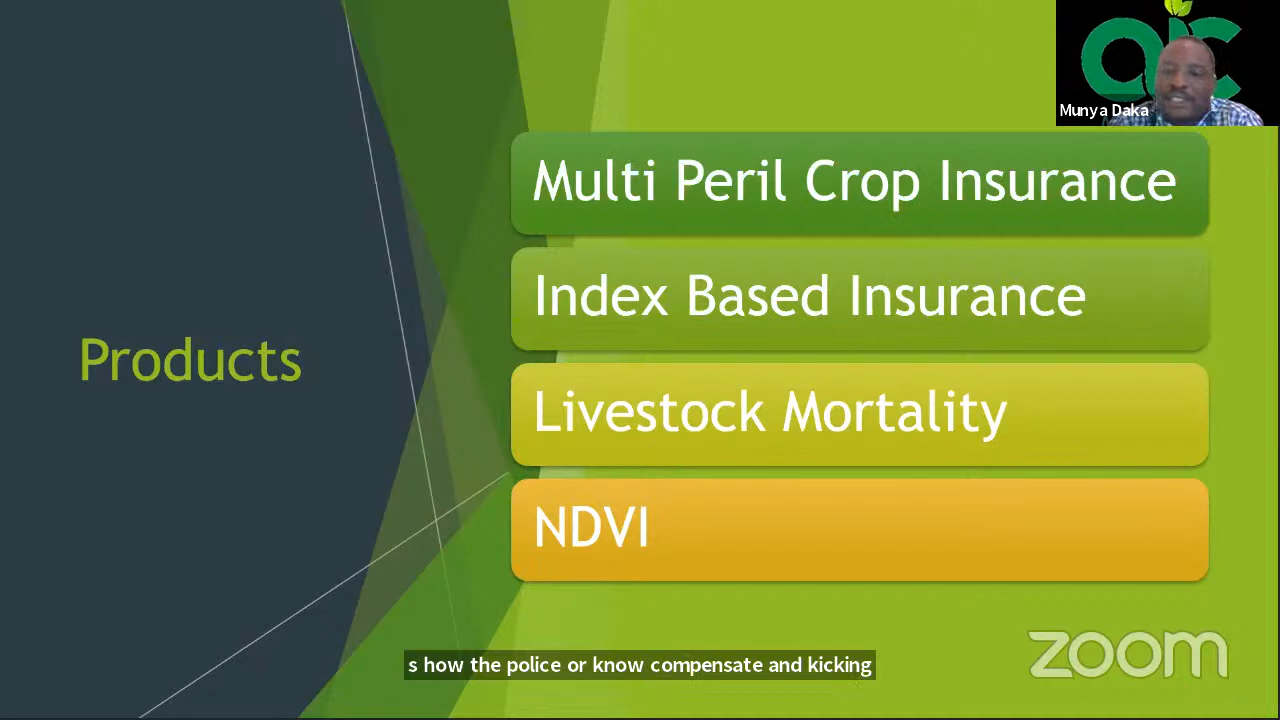 aic
Munya Daka
Products
Multi Peril Crop Insurance
Index Based Insurance
Livestock Mortality
NDVI
s how the police or know compensate and kicking
zoom